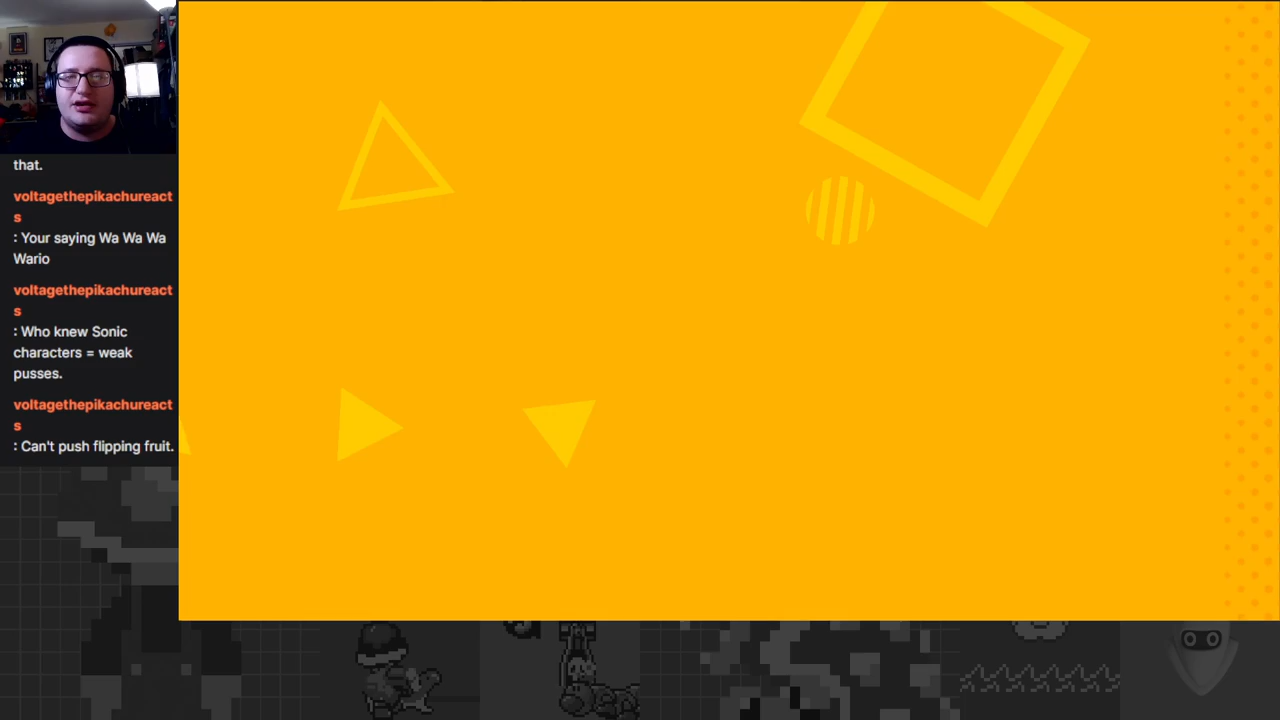 that.
voltagethepikachureact
s
: Your saying Wa Wa Wa
Wario
voltagethepikachureact
s
: Who knew Sonic
characters = weak
pusses.
voltagethepikachureact
s
: Can't push flipping fruit.